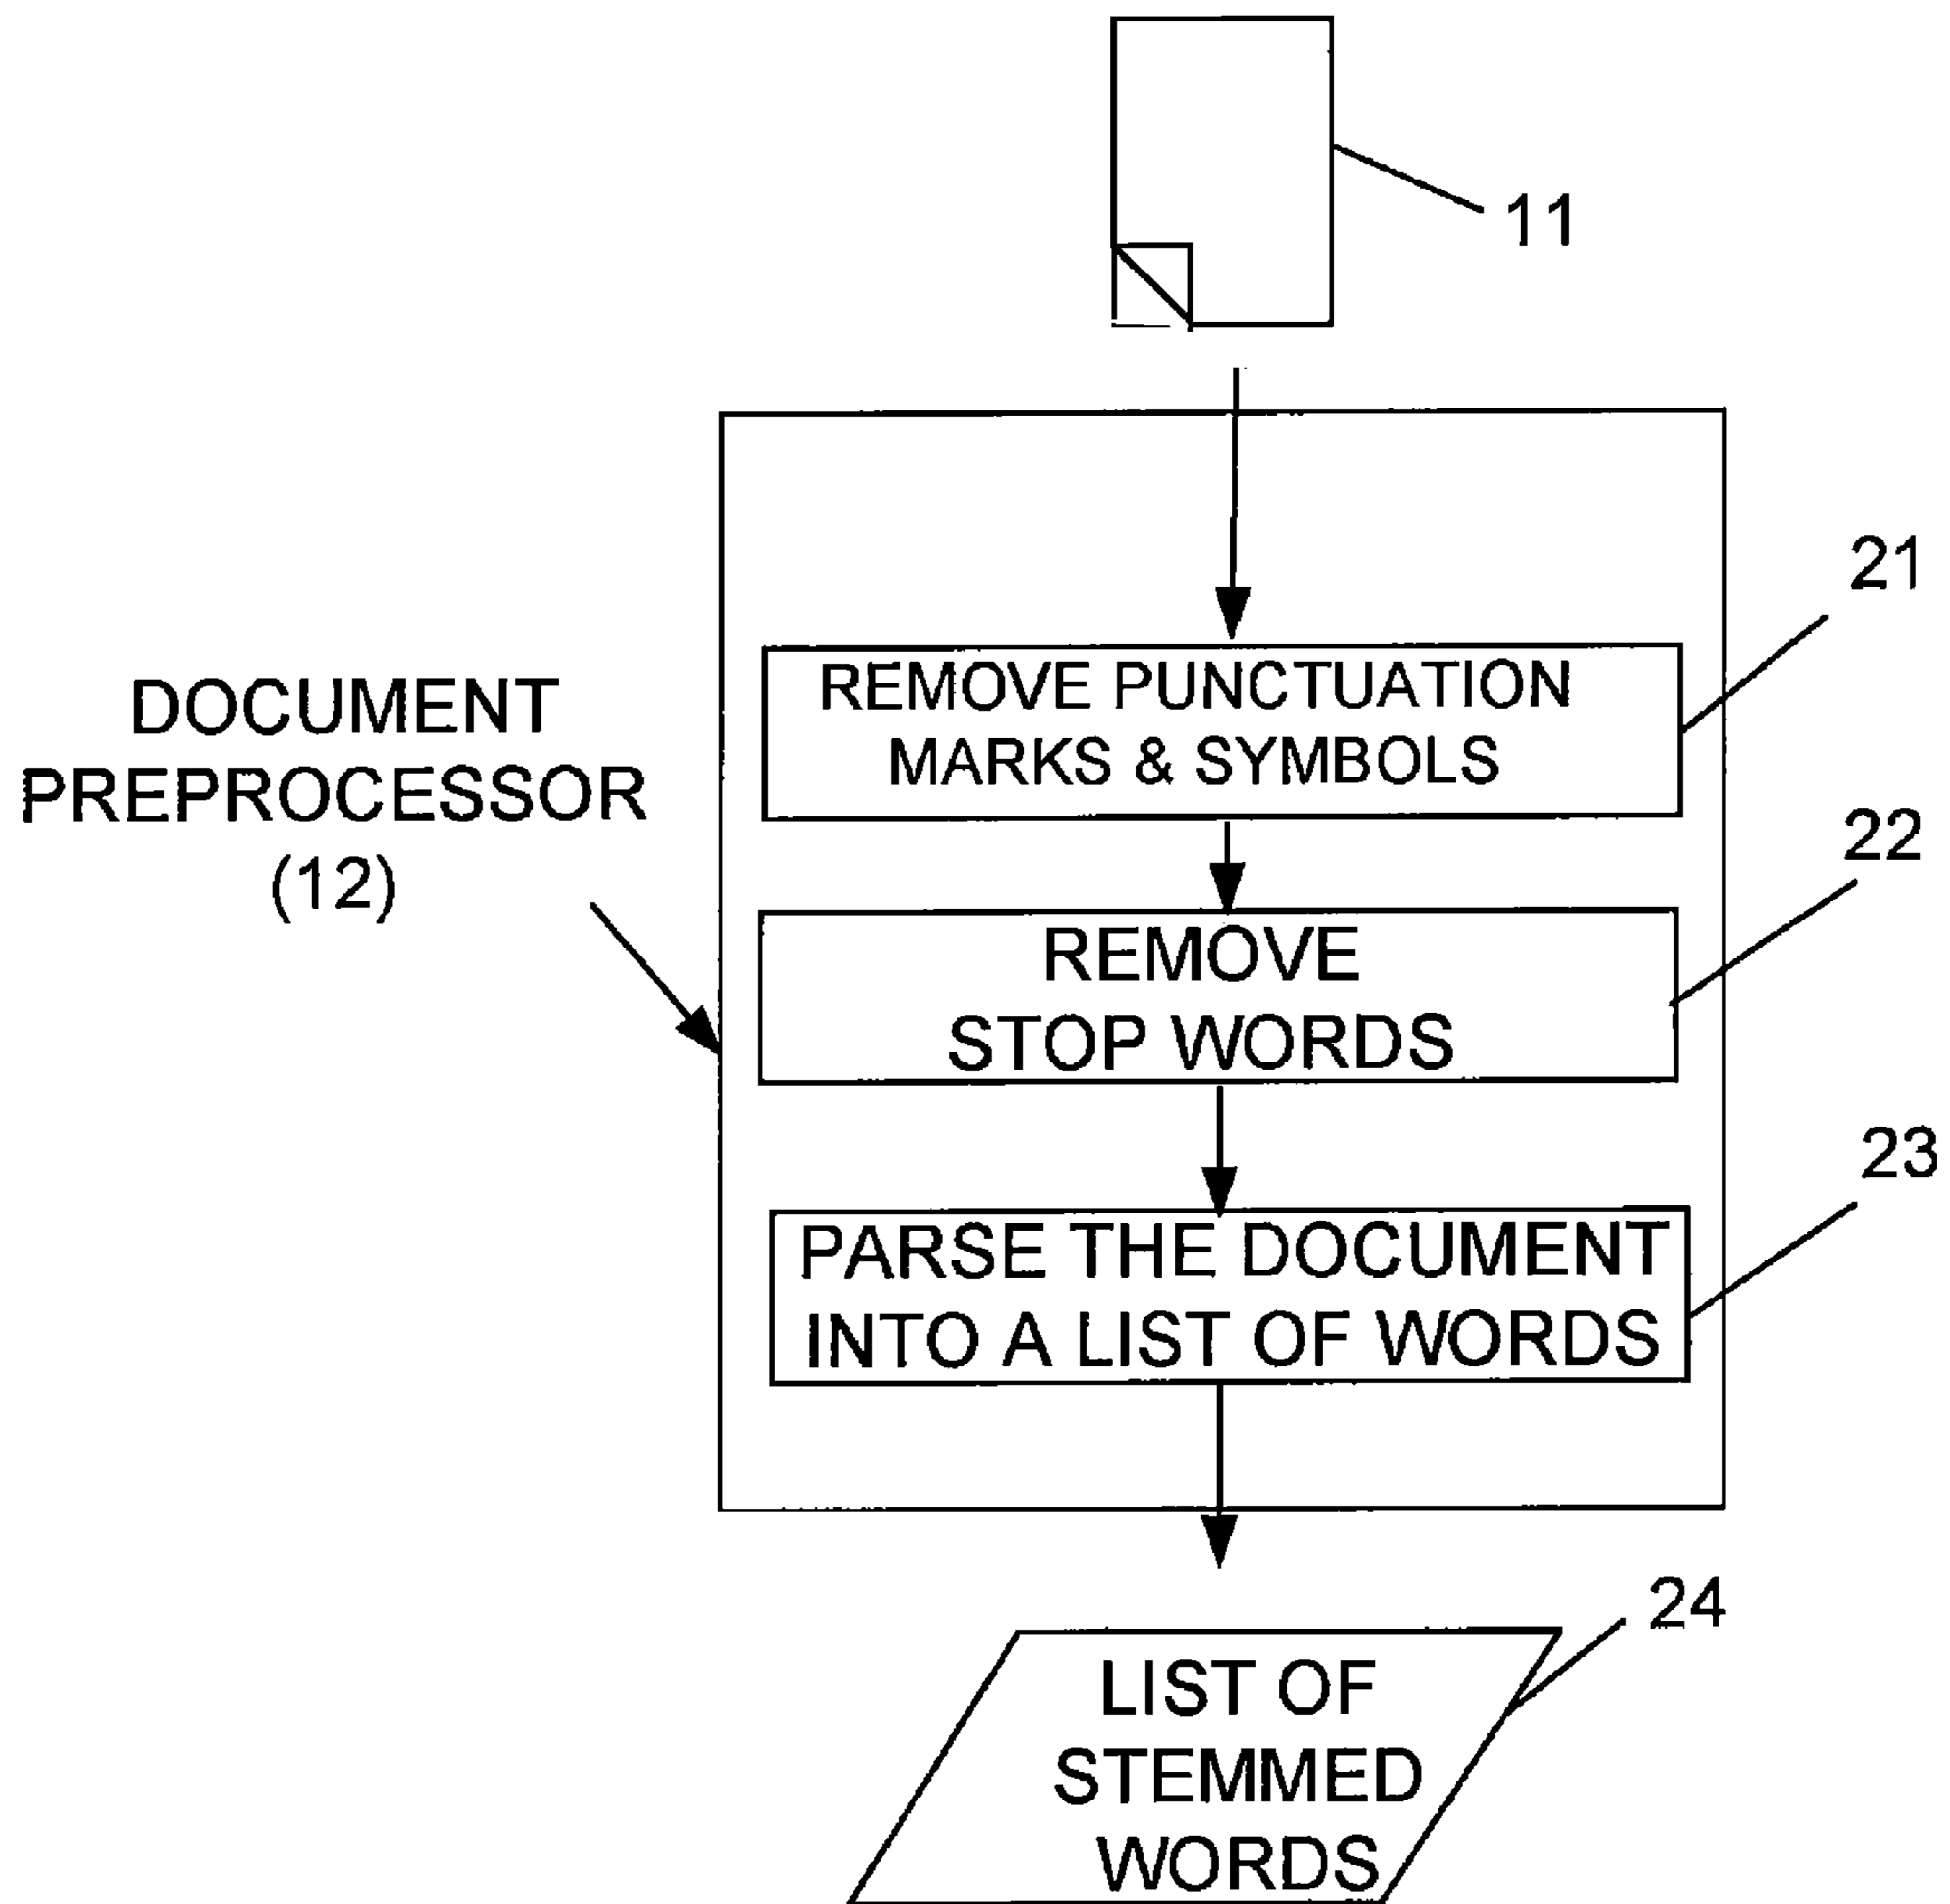 11
21
REMOVE PUNCTUATION
MARKS & SYMBOLS
DOCUMENT
PREPROCESSOR
(12)
22
REMOVE
STOP WORDS
23
PARSE THE DOCUMENT
INTO A LIST OF WORDS
24
LIST OF
STEMMED
WORDS